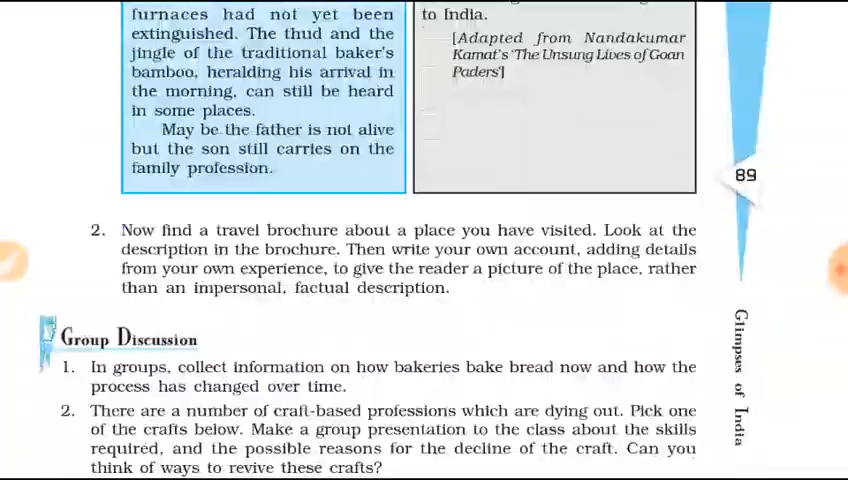 furnaces had not yet been
extinguished. The thud and the
jingle of the traditional baker's
bamboo, heralding his arrival in
the morning, can still be heard
in some places.
May be the father is not alive
but the son still carries on the
family profession.
to India.
[Adapted from Nandakumar
Kamat's 'The Unsung Lives of Goan
Paders']
89
2. Now find a travel brochure about a place you have visited. Look at the
description in the brochure. Then write your own account, adding details
from your own experience, to give the reader a picture of the place, rather
than an impersonal, factual description.
Group Discussion
1. In groups, collect information on how bakeries bake bread now and how the
process has changed over time.
2. There are a number of craft-based professions which are dying out. Pick one
of the crafts below. Make a group presentation to the class about the skills
required, and the possible reasons for the decline of the craft. Can you
think of ways to revive these crafts?
Glimpses of India